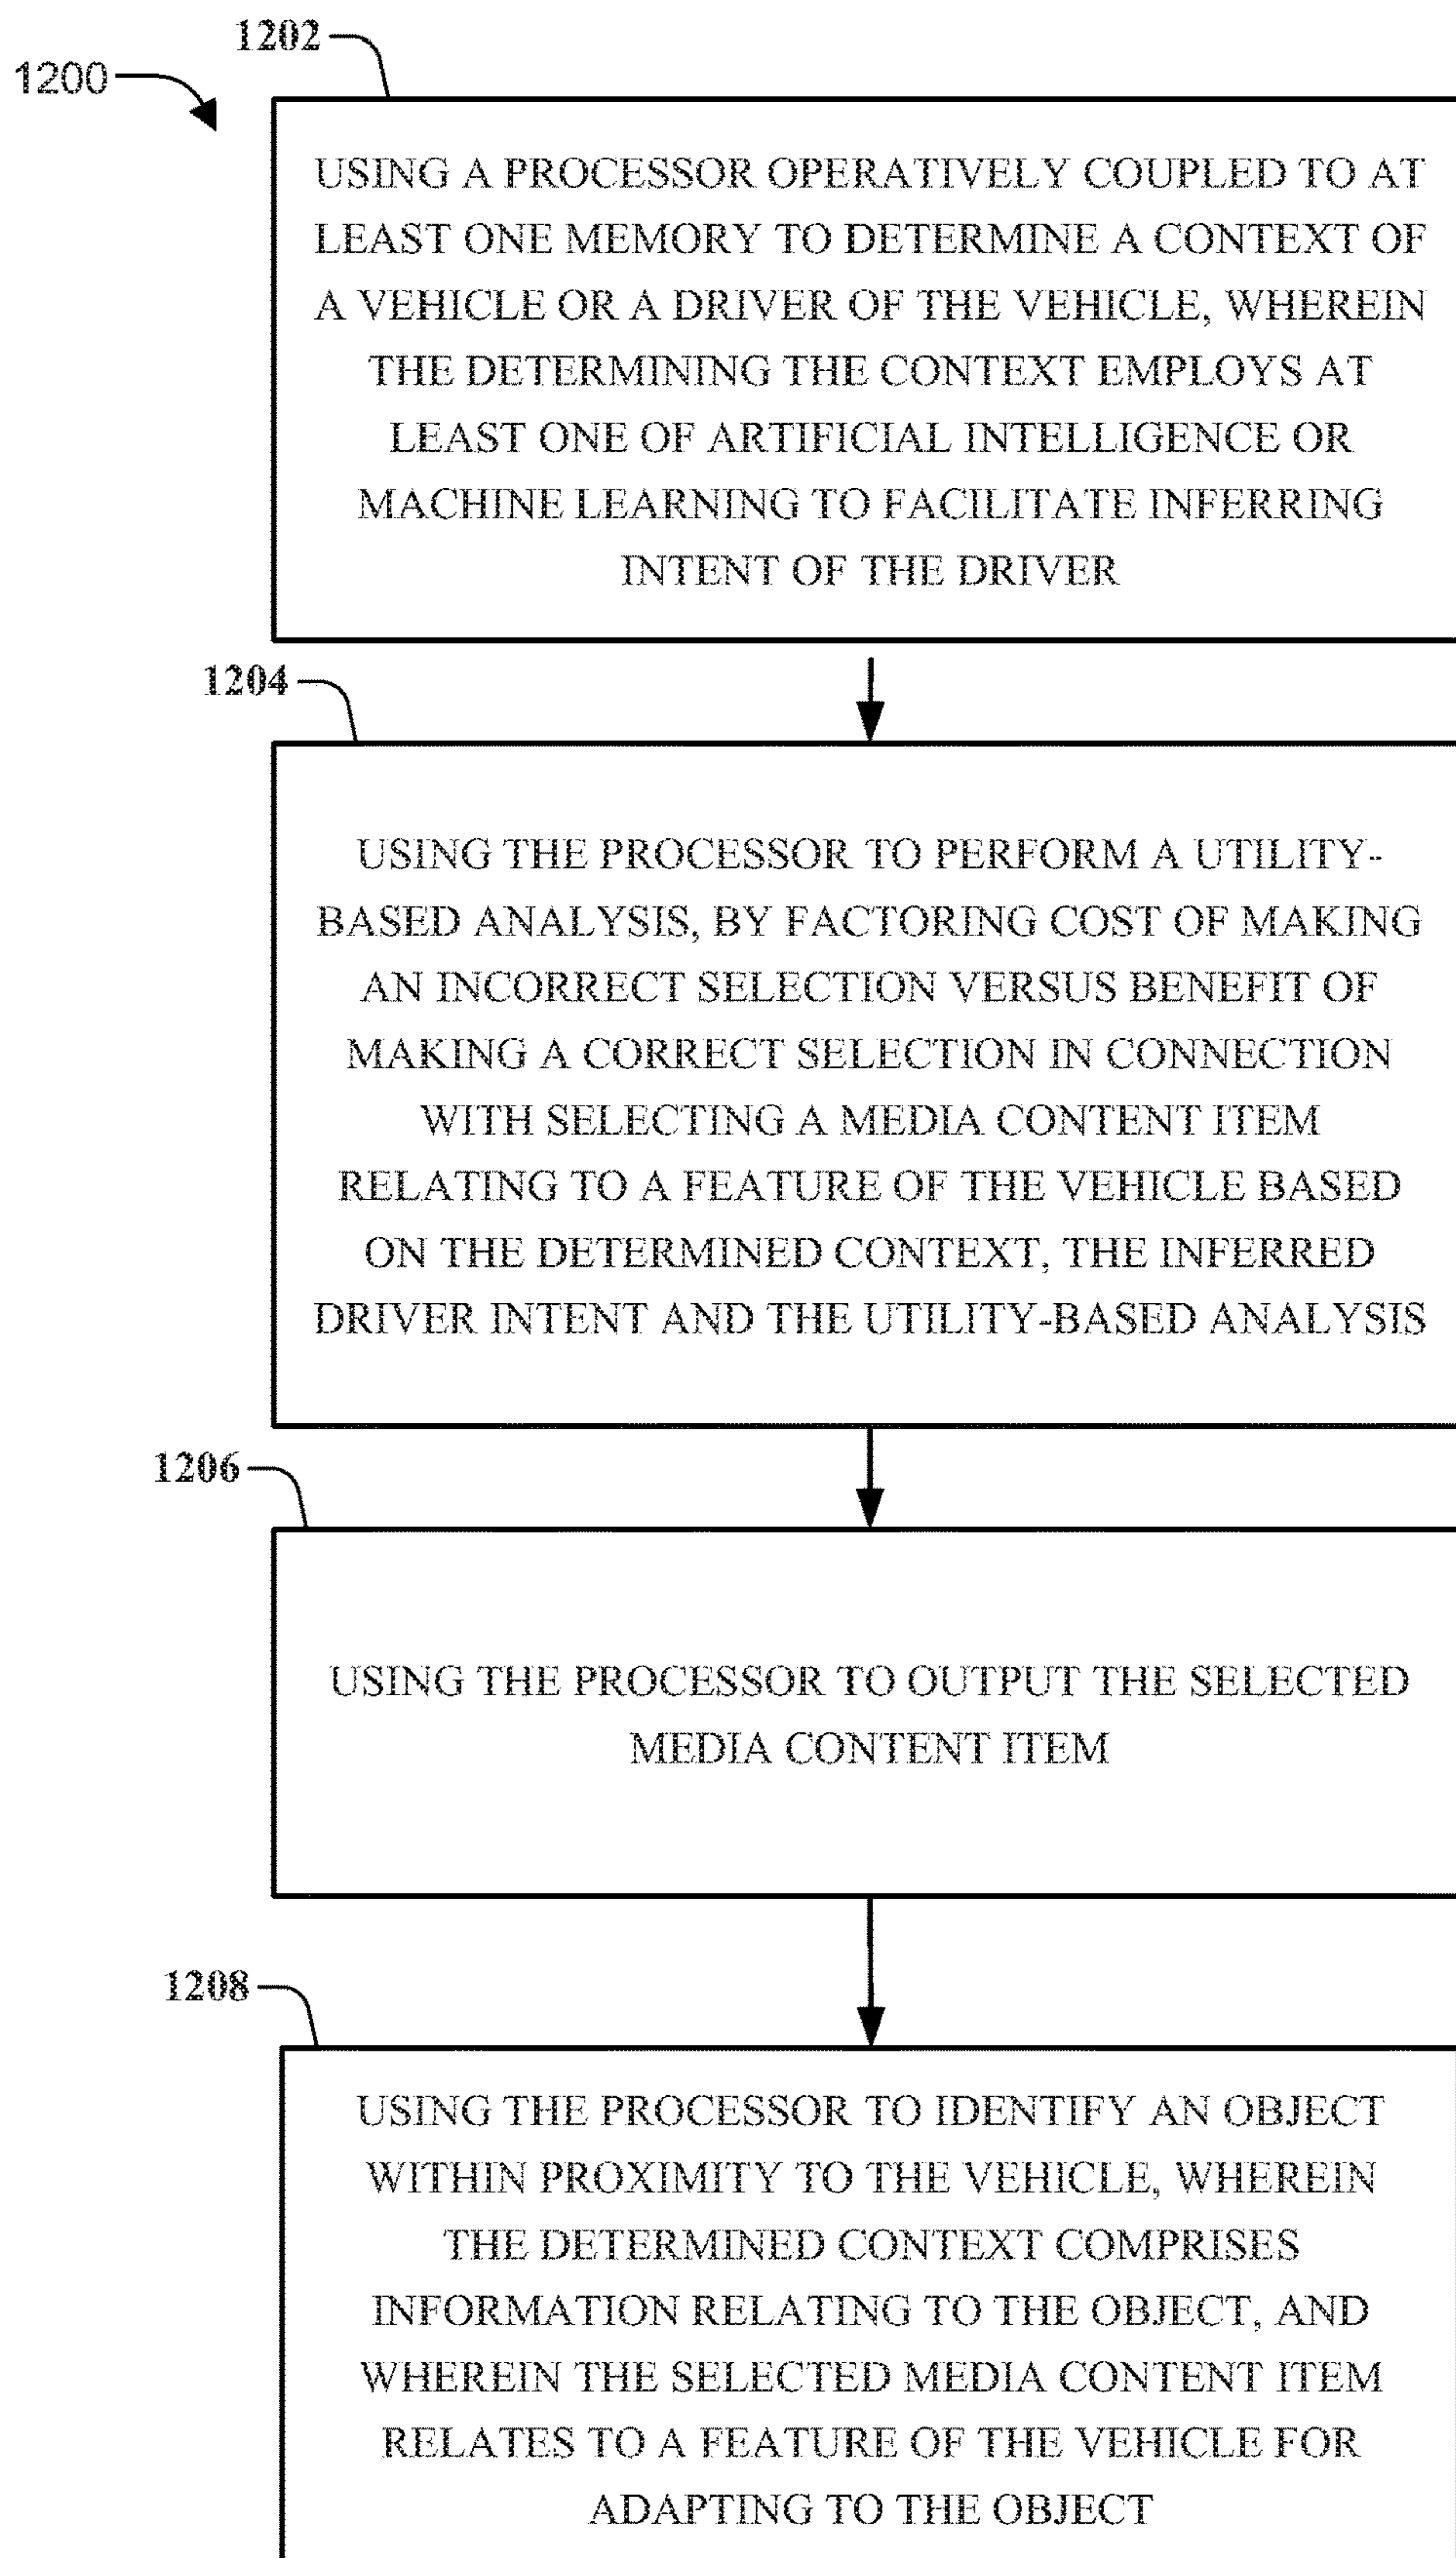 1202
1200
USING A PROCESSOR OPERATIVELY COUPLED TO AT
LEAST ONE MEMORY TO DETERMINE A CONTEXT OF
A VEHICLE OR A DRIVER OF THE VEHICLE, WHEREIN
THE DETERMINING THE CONTEXT EMPLOYS AT
LEAST ONE OF ARTIFICIAL INTELLIGENCE OR
MACHINE LEARNING TO FACILITATE INFERRING
INTENT OF THE DRIVER
1204
USING THE PROCESSOR TO PERFORM A UTILITY-
BASED ANALYSIS, BY FACTORING COST OF MAKING
AN INCORRECT SELECTION VERSUS BENEFIT OF
MAKING A CORRECT SELECTION IN CONNECTION
WITH SELECTING A MEDIA CONTENT ITEM
RELATING TO A FEATURE OF THE VEHICLE BASED
ON THE DETERMINED CONTEXT, THE INFERRED
DRIVER INTENT AND THE UTILITY-BASED ANALYSIS
1206
USING THE PROCESSOR TO OUTPUT THE SELECTED
MEDIA CONTENT ITEM
1208
USING THE PROCESSOR TO IDENTIFY AN OBJECT
WITHIN PROXIMITY TO THE VEHICLE, WHEREIN
THE DETERMINED CONTEXT COMPRISES
INFORMATION RELATING TO THE OBJECT, AND
WHEREIN THE SELECTED MEDIA CONTENT ITEM
RELATES TO A FEATURE OF THE VEHICLE FOR
ADAPTING TO THE OBJECT